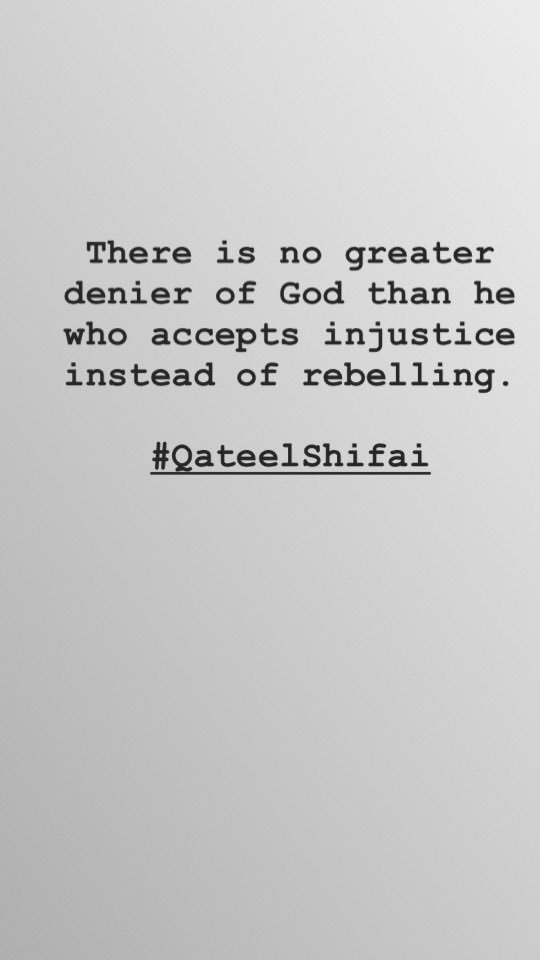 There is no greater
denier of God than he
who accepts injustice
instead of rebelling.
#QateelShifai